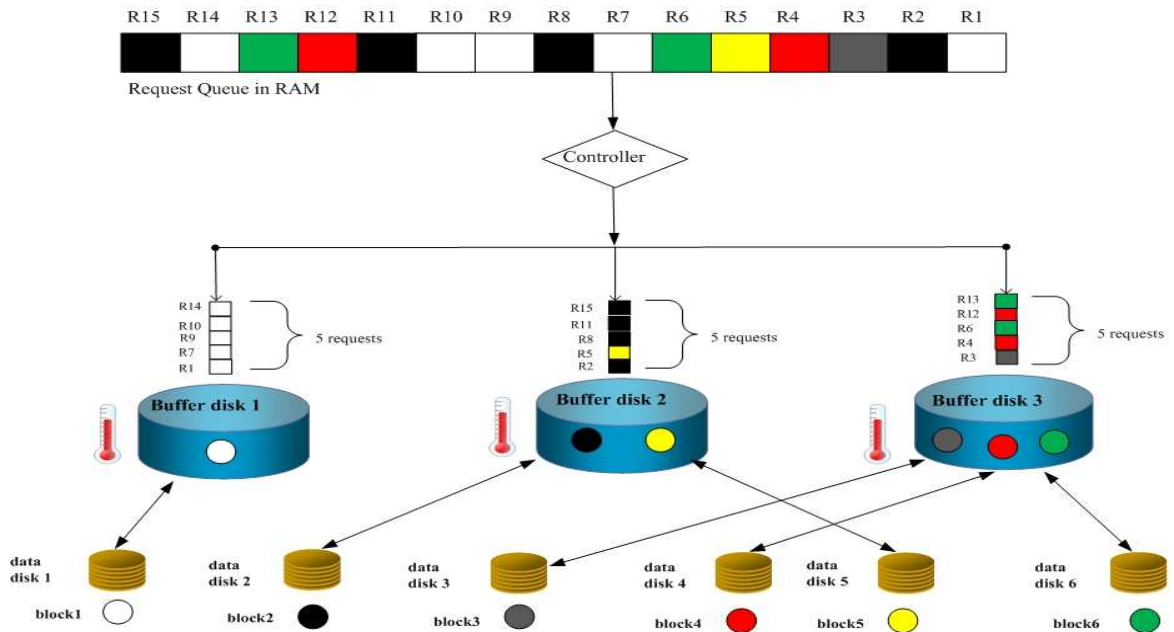 R15 R14 R13 R12 R11 R10 R9 R8 R7 R6 R5 R4 R3 R2 R1
Request Queue in RAM
Controller
R14
R10
R9
R7
R1
5 requests
R15
R11
R8
R5
R2
5 requests
R13
R12
R6
R4
R3
5 requests
Buffer disk 1
Buffer disk 2
Buffer disk 3
data
disk 1
data
disk 2
data
disk 3
data
disk 4
data
disk 5
data
disk 6
block1
block2
block3
block4
block5
block6